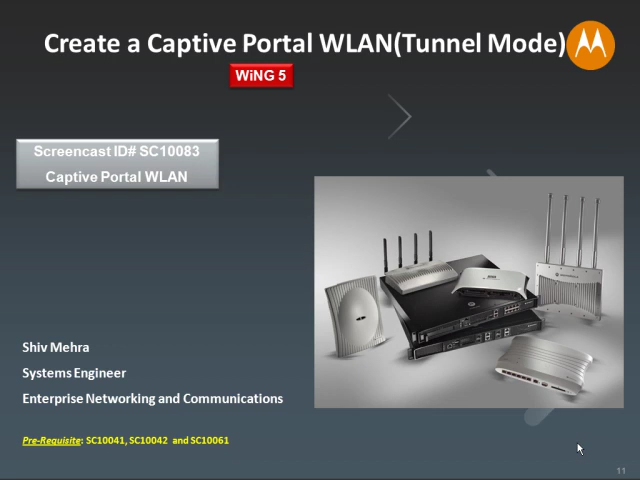 Create a Captive Portal WLAN(Tunnel Mode)
WiNG 5
Screencast ID# SC10083
Captive Portal WLAN
Shiv Mehra
Systems Engineer
Enterprise Networking and Communications
Pre-Requisite: SC10041, SC10042 and SC10061
11